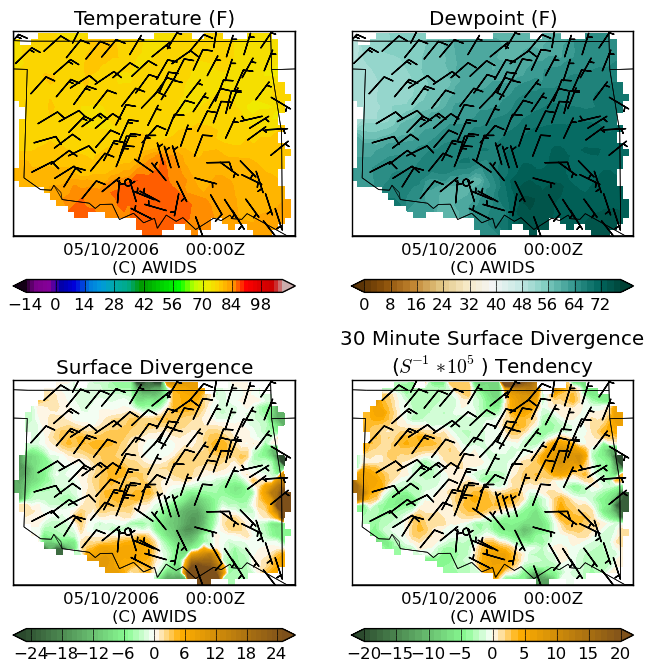 Temperature (F)
Dewpoint (F)
05/10/2006 00:00Z
(C) AWIDS
05/10/2006 00:00Z
(C) AWIDS
−14 0 14 28 42 56 70 84 98
0 8 16 24 32 40 48 56 64 72
Surface Divergence
30 Minute Surface Divergence
(S⁻¹ *10⁵ ) Tendency
05/10/2006 00:00Z
(C) AWIDS
05/10/2006 00:00Z
(C) AWIDS
−24 −18 −12 −6 0 6 12 18 24
−20 −15 −10 −5 0 5 10 15 20